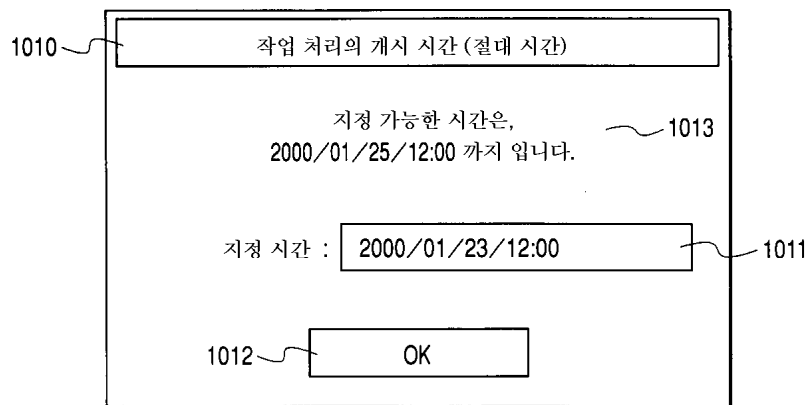 1010 작업 처리의 개시 시간 (절대 시간)
지정 가능한 시간은, 1013
2000/01/25/12:00 까지 입니다.
지정 시간 : 2000/01/23/12:00 1011
1012 OK